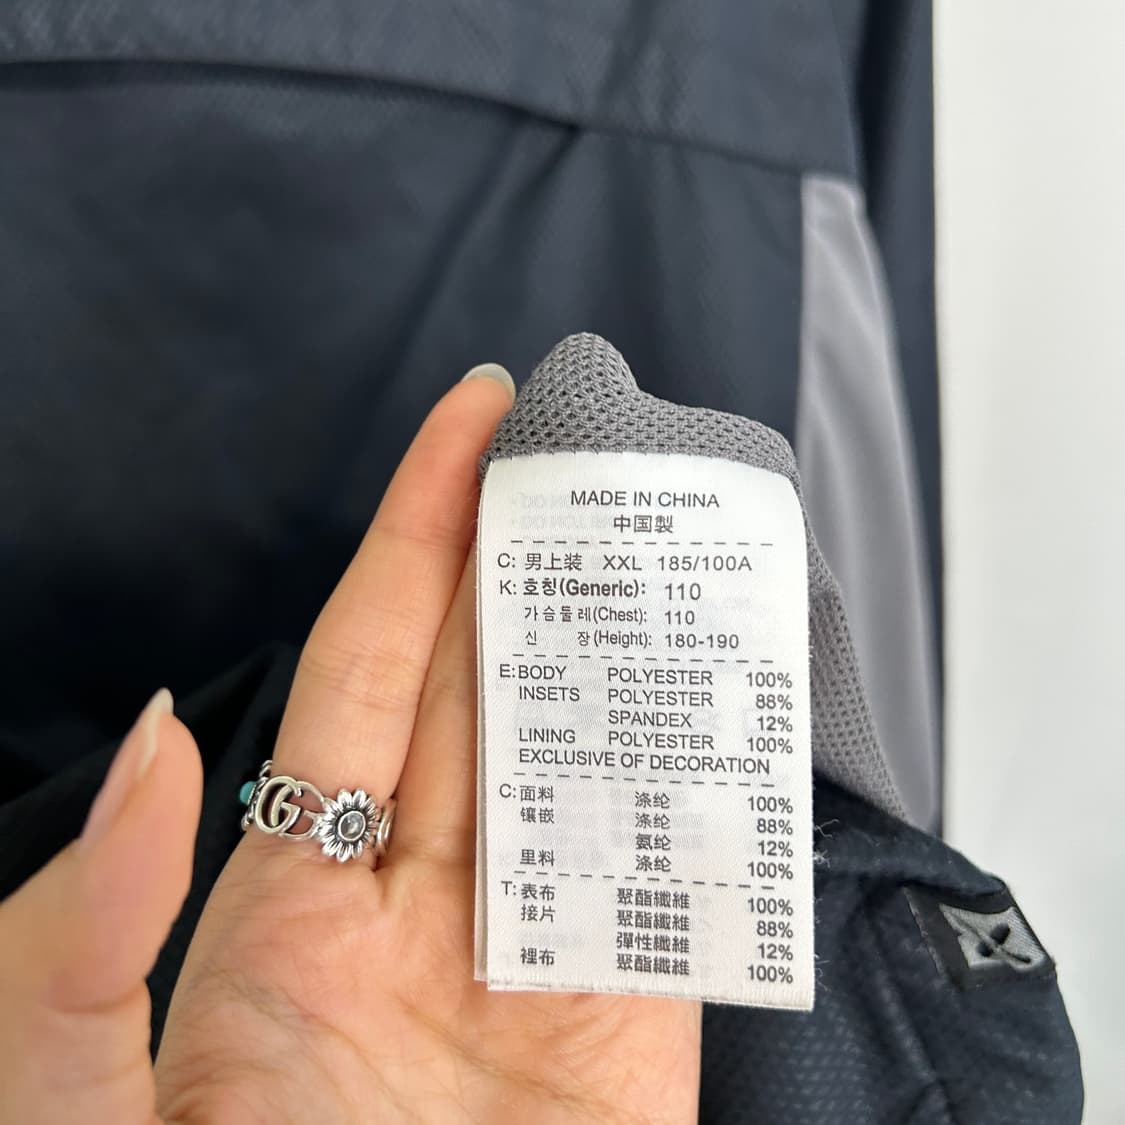 MADE IN CHINA
中国製
C: 男上装 XXL 185/100A
K: 호칭(Generic): 110
가슴둘레(Chest): 110
신 장(Height): 180-190
E: BODY POLYESTER 100%
INSETS POLYESTER 88%
SPANDEX 12%
LINING POLYESTER 100%
EXCLUSIVE OF DECORATION
C: 面料 涤纶 100%
镶嵌 涤纶 88%
氨纶 12%
里料 涤纶 100%
T: 表布 聚酯纖維 100%
接片 聚酯纖維 88%
彈性纖維 12%
裡布 聚酯纖維 100%